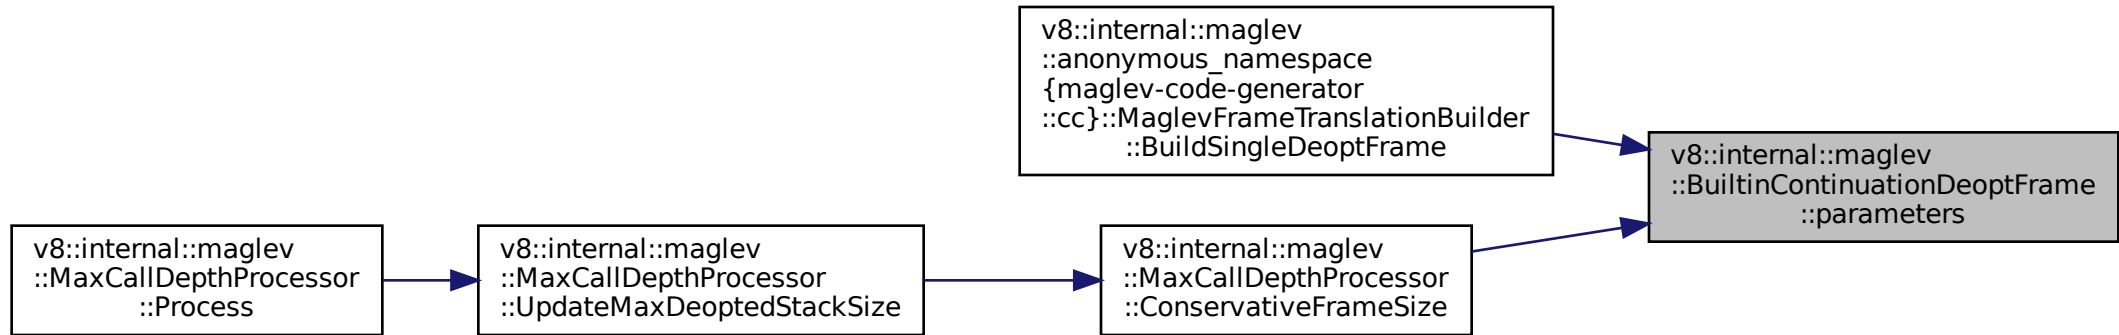 v8::internal::maglev
::anonymous_namespace
{maglev-code-generator
::cc}::MaglevFrameTranslationBuilder
::BuildSingleDeoptFrame
v8::internal::maglev
::BuiltinContinuationDeoptFrame
::parameters
v8::internal::maglev
::MaxCallDepthProcessor
::Process
v8::internal::maglev
::MaxCallDepthProcessor
::UpdateMaxDeoptedStackSize
v8::internal::maglev
::MaxCallDepthProcessor
::ConservativeFrameSize